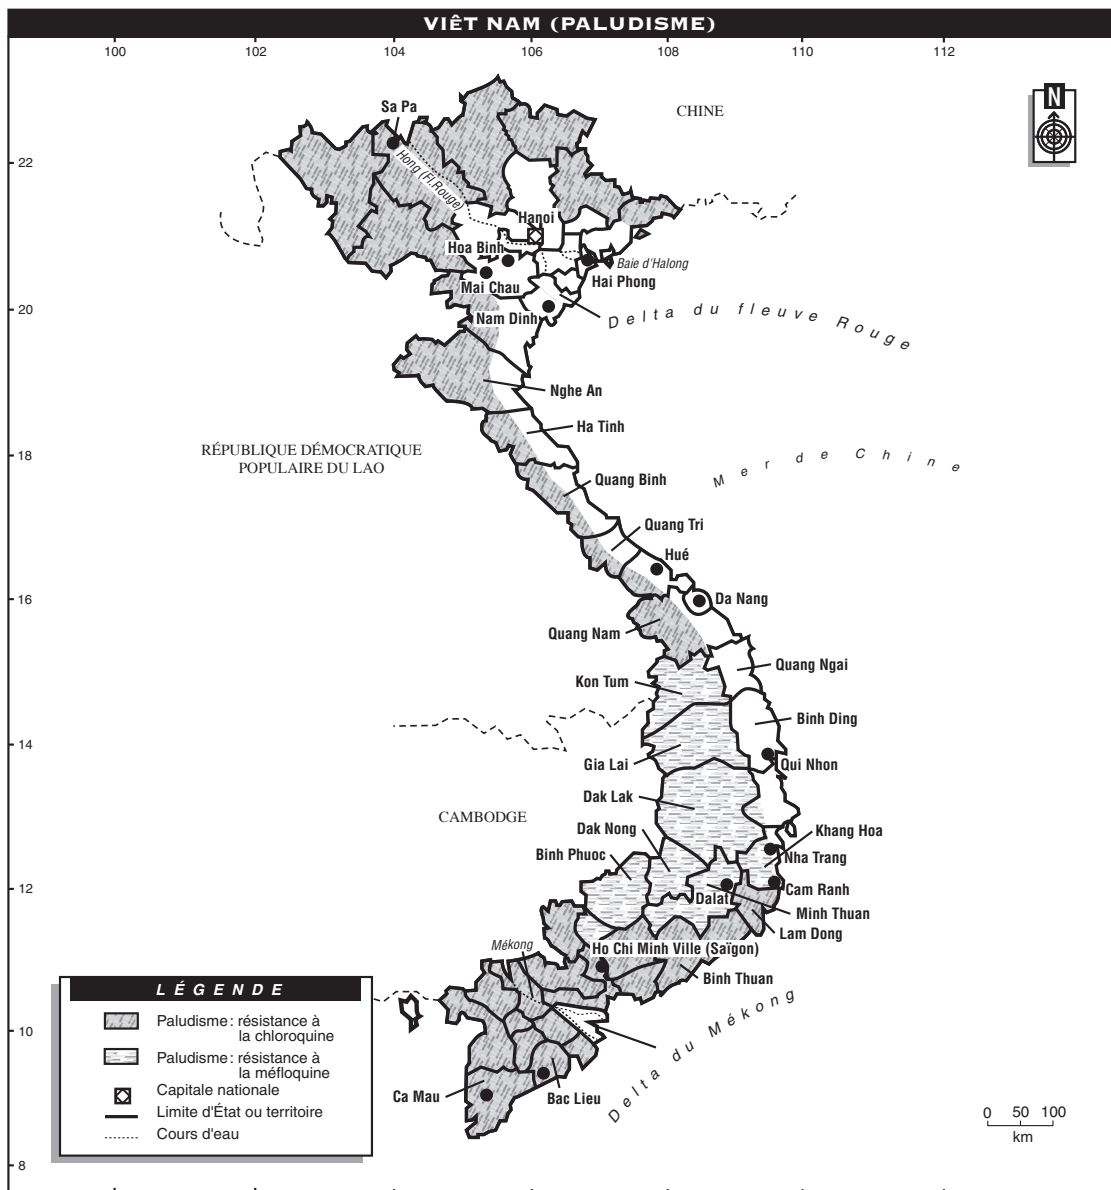 VIÊT NAM (PALUDISME)
100 102 104 106 108 110 112
N
CHINE
Sa Pa
22
Hong (Fl.Rouge)
Hanoi
Hoa Binh
Baie d'Halong
Mai Chau
Hai Phong
20
Nam Dinh
Delta du fleuve Rouge
Nghe An
Ha Tinh
RÉPUBLIQUE DÉMOCRATIQUE
POPULAIRE DU LAO
18
Mer de Chine
Quang Binh
Quang Tri
Hué
16
Da Nang
Quang Nam
Quang Ngai
Kon Tum
Binh Ding
14
Gia Lai
Qui Nhon
Dak Lak
CAMBODGE
Dak Nong
Khang Hoa
Binh Phuoc
Nha Trang
12
Cam Ranh
Dalat
Minh Thuan
Lam Dong
Mékong
Ho Chi Minh Ville (Saïgon)
Binh Thuan
10
Delta du Mékong
Ca Mau
Bac Lieu
8
LÉGENDE
Paludisme : résistance à
la chloroquine
Paludisme : résistance à
la méfloquine
Capitale nationale
Limite d'État ou territoire
Cours d'eau
0 50 100
km